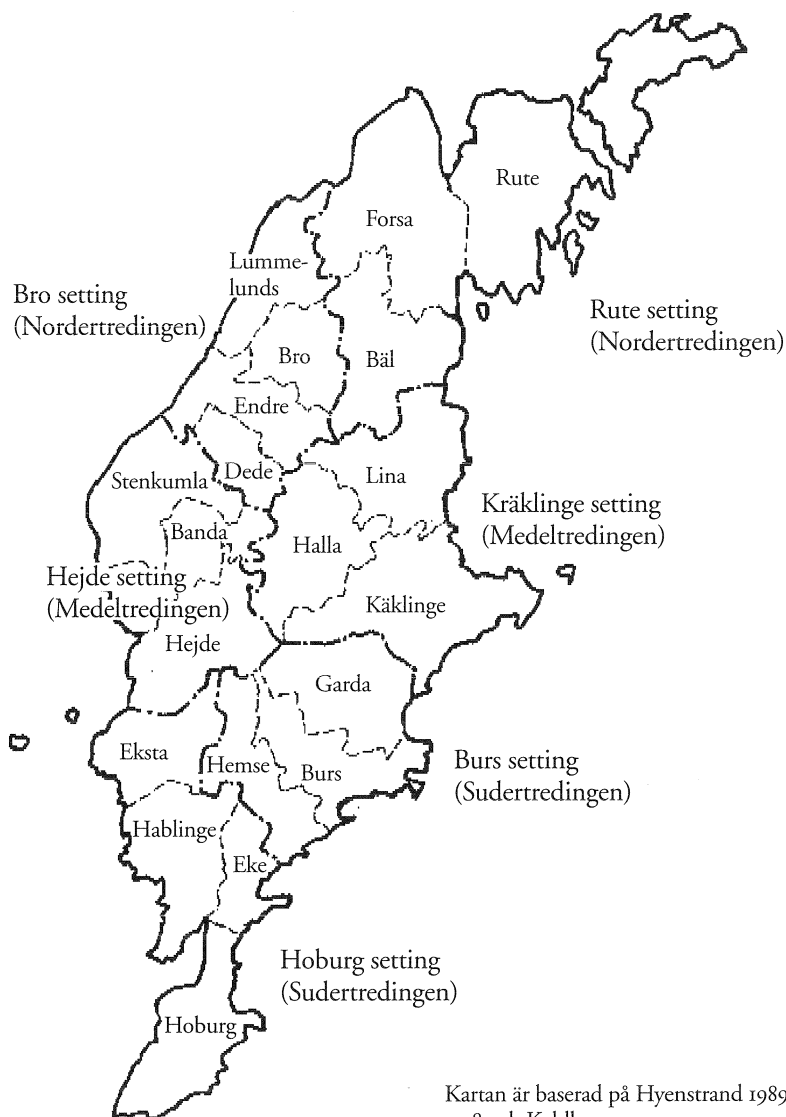 Rute
Forsa
Lumme-
lunds
Bro setting
(Nordertredingen)
Rute setting
(Nordertredingen)
Bro
Bäl
Endre
Dede
Lina
Stenkumla
Kräklinge setting
(Medeltredingen)
Banda
Halla
Hejde setting
(Medeltredingen)
Käklinge
Hejde
Garda
Eksta
Hemse
Burs
Burs setting
(Sudertredingen)
Hablinge
Eke
Hoburg setting
(Sudertredingen)
Hoburg
Kartan är baserad på Hyenstrand 1989